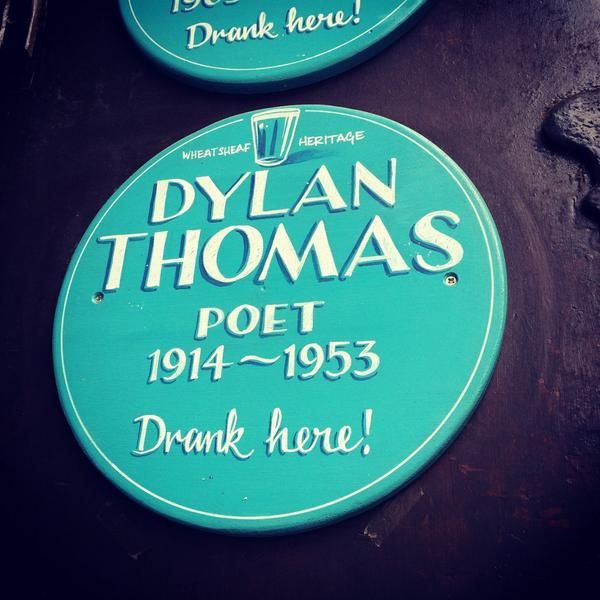 Drank here!
WHEATSHEAF HERITAGE
DYLAN
THOMAS
POET
1914~1953
Drank here!